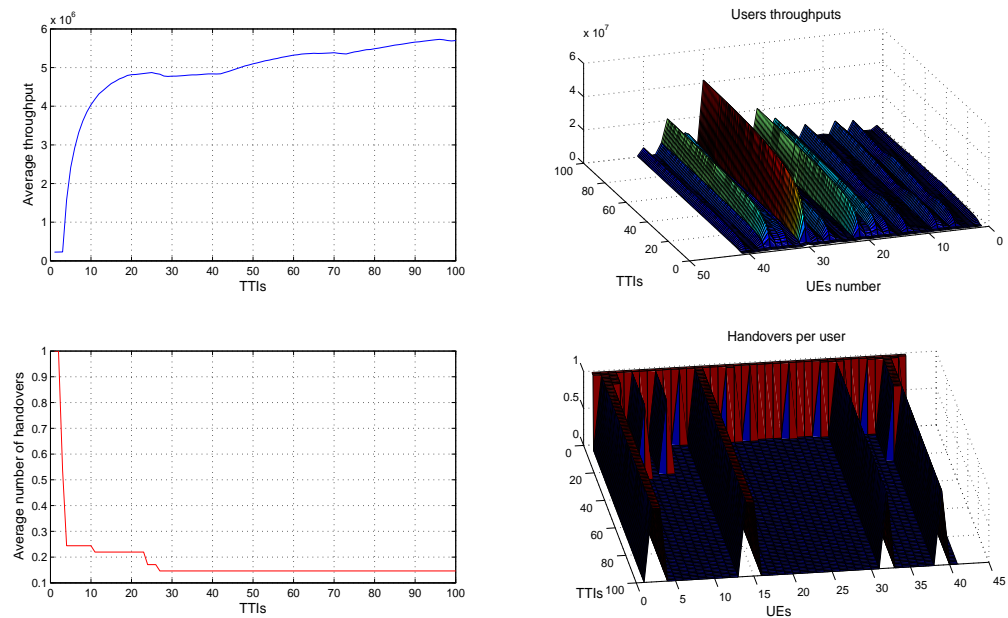 x 10^6
6
5
4
3
2
1
0
Average throughput
0 10 20 30 40 50 60 70 80 90 100
TTIs
Users throughputs
x 10^7
6
4
2
0
100
80
60
40
20
0
TTIs
50 40 30 20 10 0
UEs number
1
0.9
0.8
0.7
0.6
0.5
0.4
0.3
0.2
0.1
Average number of handovers
0 10 20 30 40 50 60 70 80 90 100
TTIs
Handovers per user
1
0.5
0
0
20
40
60
80
100
TTIs
0 5 10 15 20 25 30 35 40 45
UEs